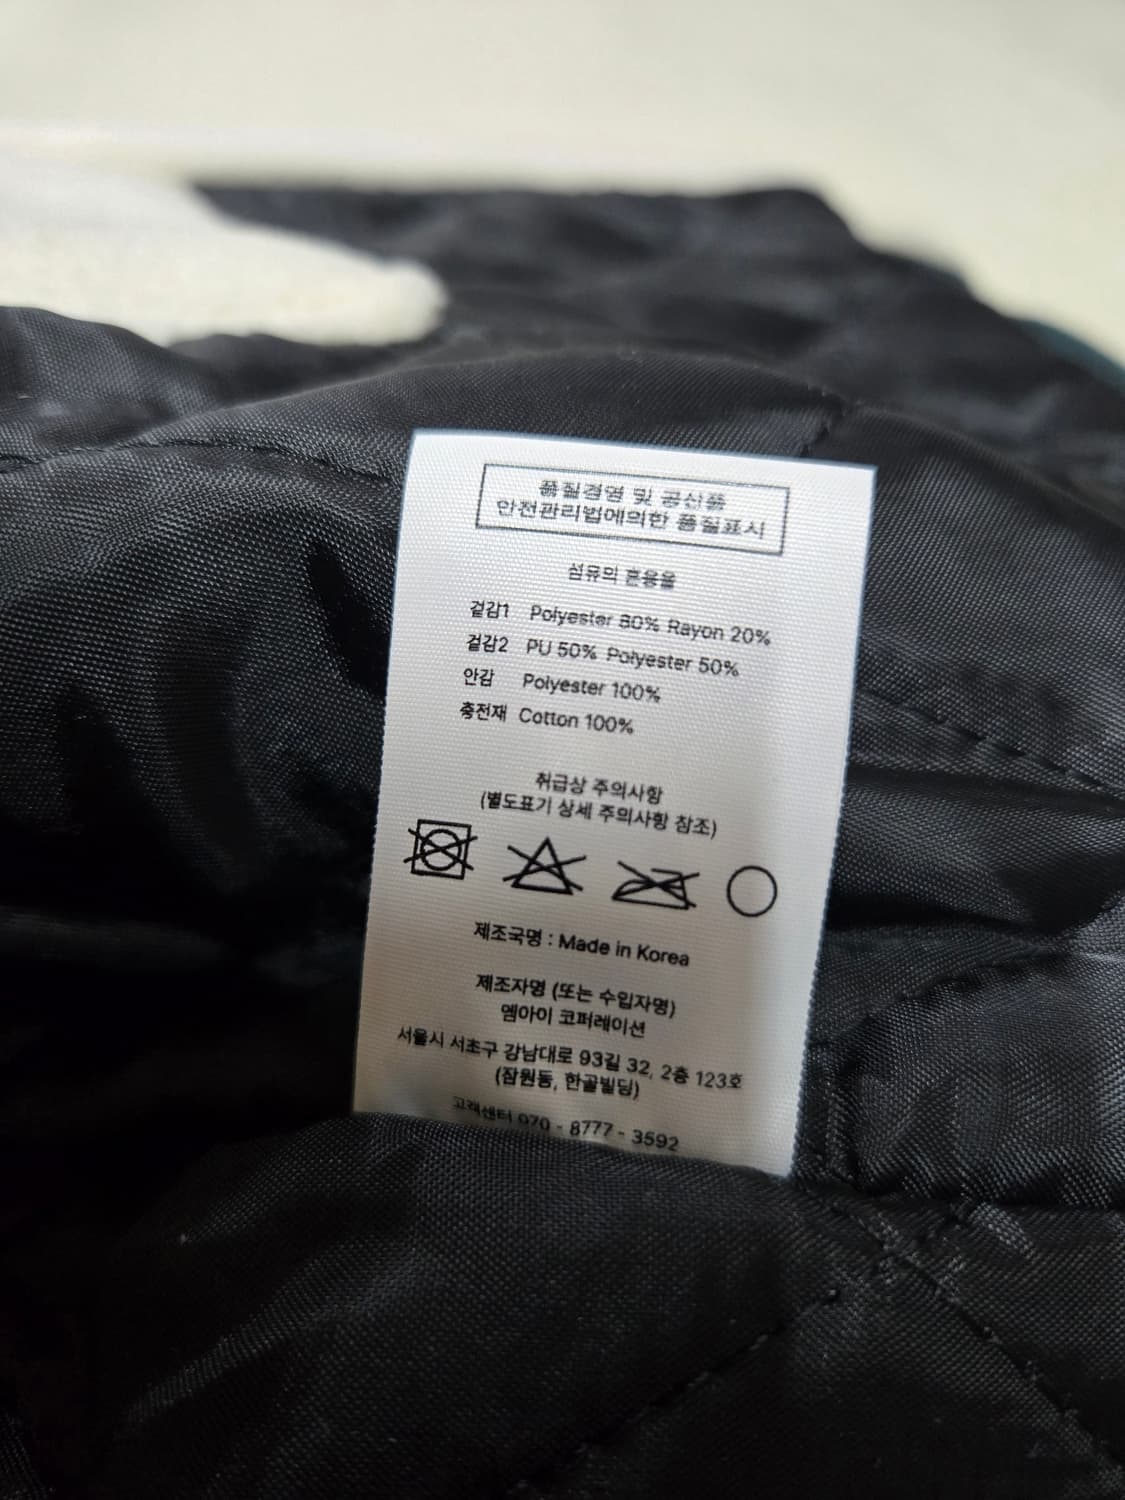 품질경영 및 공산품
안전관리법에의한 품질표시
섬유의 혼용율
겉감1 Polyester 80% Rayon 20%
겉감2 PU 50% Polyester 50%
안감 Polyester 100%
충전재 Cotton 100%
취급상 주의사항
(별도표기 상세 주의사항 참조)
제조국명 : Made in Korea
제조자명 (또는 수입자명)
엠아이 코퍼레이션
서울시 서초구 강남대로 93길 32, 2층 123호
(잠원동, 한골빌딩)
고객센터 070 - 8777 - 3592